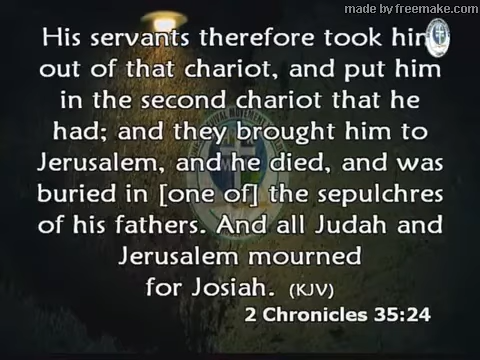 made by freemake.com
His servants therefore took him
out of that chariot, and put him
in the second chariot that he
had; and they brought him to
Jerusalem, and he died, and was
buried in [one of] the sepulchres
of his fathers. And all Judah and
Jerusalem mourned
for Josiah. (KJV)
2 Chronicles 35:24